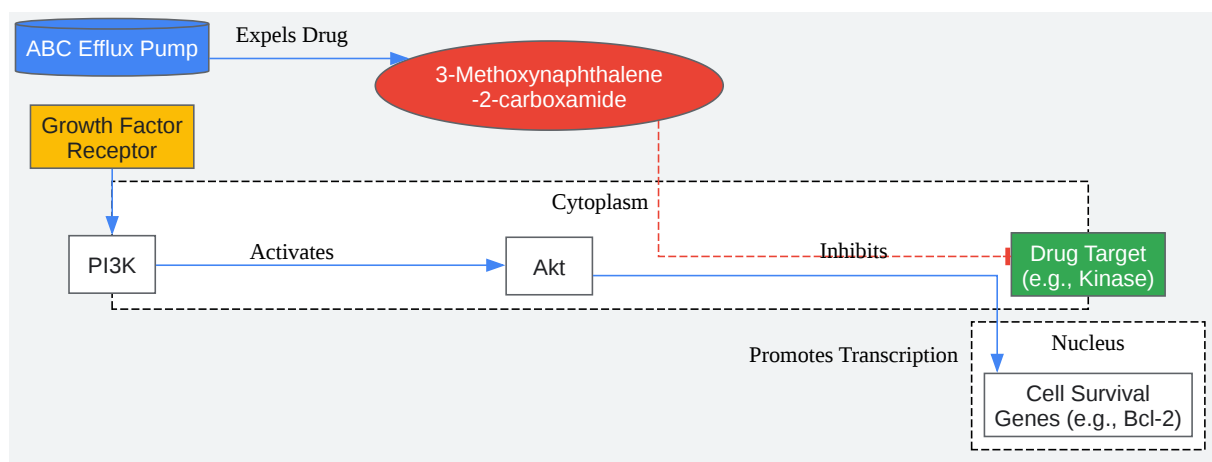 ABC Efflux Pump
Expels Drug
3-Methoxynaphthalene
-2-carboxamide
Growth Factor
Receptor
Cytoplasm
PI3K
Activates
Akt
Inhibits
Drug Target
(e.g., Kinase)
Promotes Transcription
Nucleus
Cell Survival
Genes (e.g., Bcl-2)